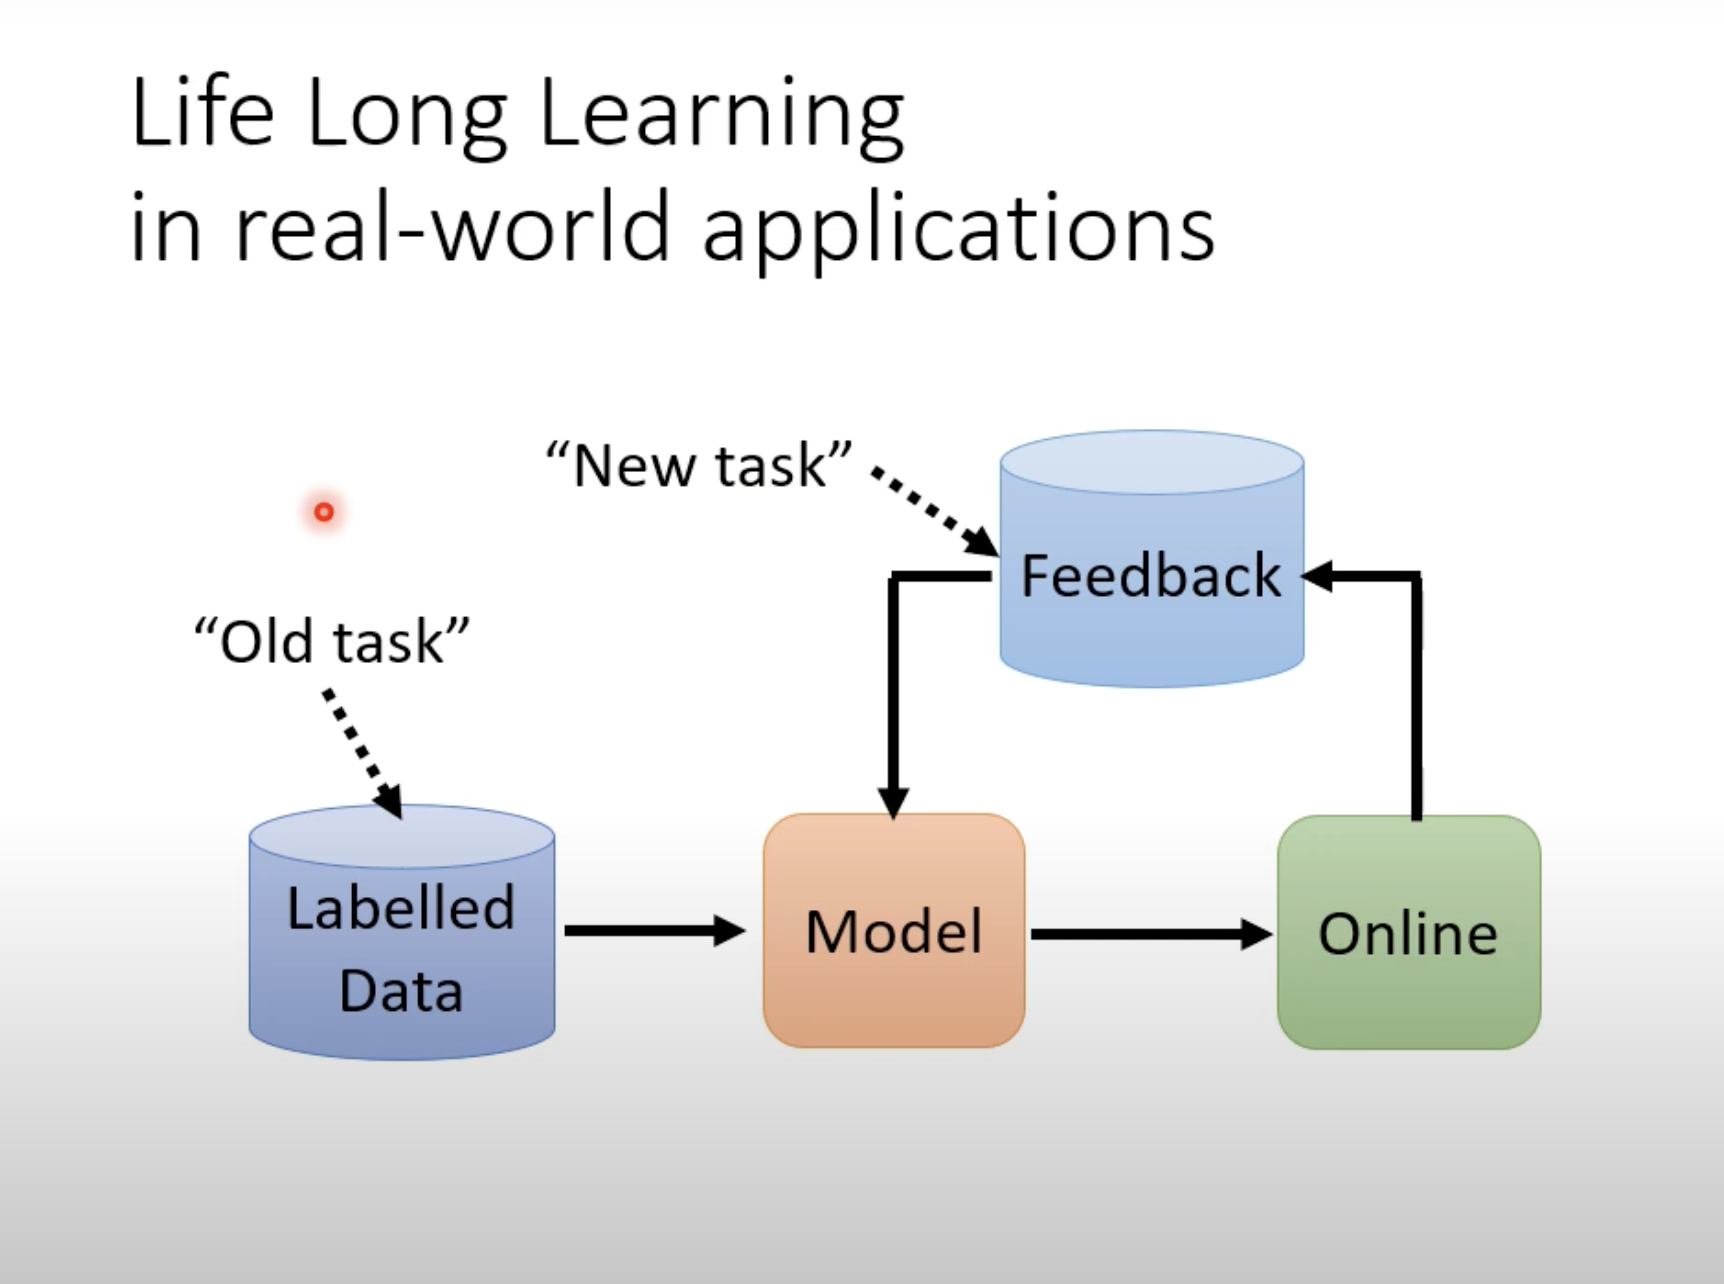 Life Long Learning
in real-world applications
“New task”
Feedback
“Old task”
Labelled
Data
Model
Online